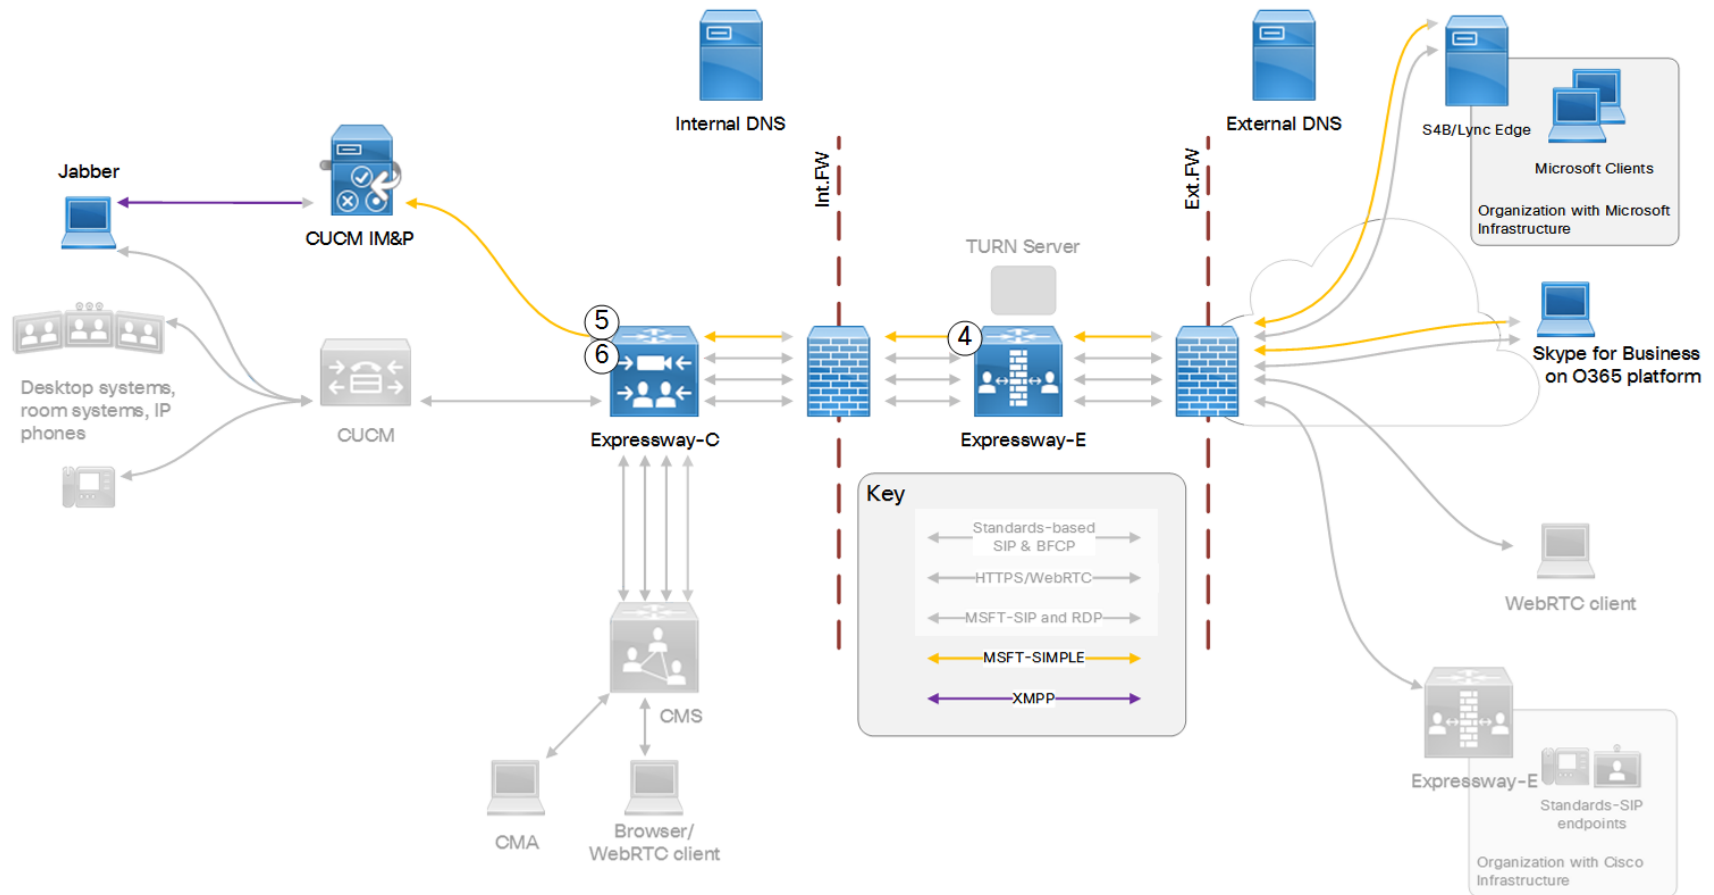 Internal DNS
External DNS
S4B/Lync Edge
Microsoft Clients
Organization with Microsoft
Infrastructure
Jabber
CUCM IM&P
Int.FW
Ext.FW
TURN Server
5
6
4
Skype for Business
on O365 platform
Desktop systems,
room systems, IP
phones
CUCM
Expressway-C
Expressway-E
Key
Standards-based
SIP & BFCP
HTTPS/WebRTC
MSFT-SIP and RDP
MSFT-SIMPLE
XMPP
WebRTC client
CMS
CMA
Browser/
WebRTC client
Expressway-E
Standards-SIP
endpoints
Organization with Cisco
Infrastructure